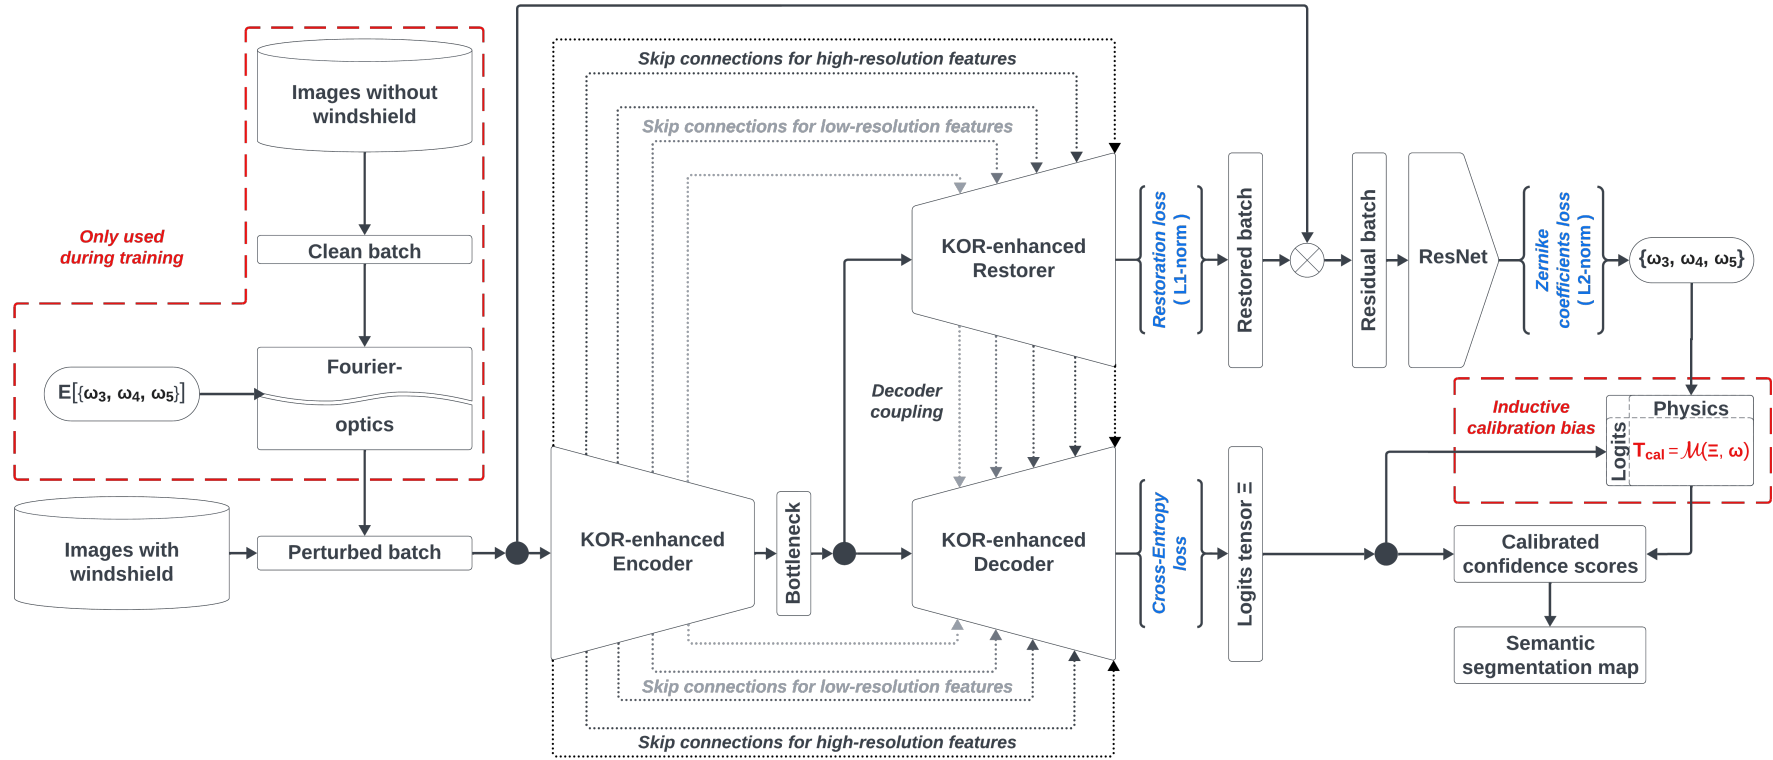 Images without
windshield
Only used
during training
Clean batch
Fourier-
optics
E[{ω3, ω4, ω5}]
Images with
windshield
Perturbed batch
Skip connections for high-resolution features
Skip connections for low-resolution features
KOR-enhanced
Encoder
Bottleneck
KOR-enhanced
Restorer
Decoder
coupling
KOR-enhanced
Decoder
Skip connections for low-resolution features
Skip connections for high-resolution features
Restoration loss
( L1-norm )
Restored batch
Residual batch
ResNet
Zernike
coefficients loss
( L2-norm )
{ω3, ω4, ω5}
Inductive
calibration bias
Physics
Logits
Tcal = ℳ(Ξ, ω)
Cross-Entropy
loss
Logits tensor Ξ
Calibrated
confidence scores
Semantic
segmentation map